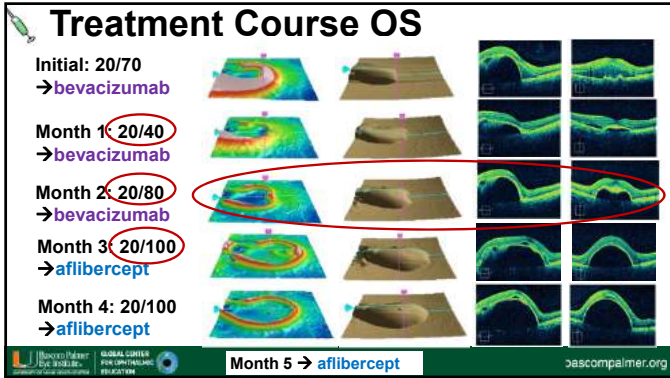 Treatment Course OS
Initial: 20/70
→bevacizumab
Month 1: 20/40
→bevacizumab
Month 2: 20/80
→bevacizumab
Month 3: 20/100
→aflibercept
Month 4: 20/100
→aflibercept
Bascom Palmer
Eye Institute
GLOBAL CENTER
FOR OPHTHALMIC
EDUCATION
Month 5 → aflibercept
bascompalmer.org